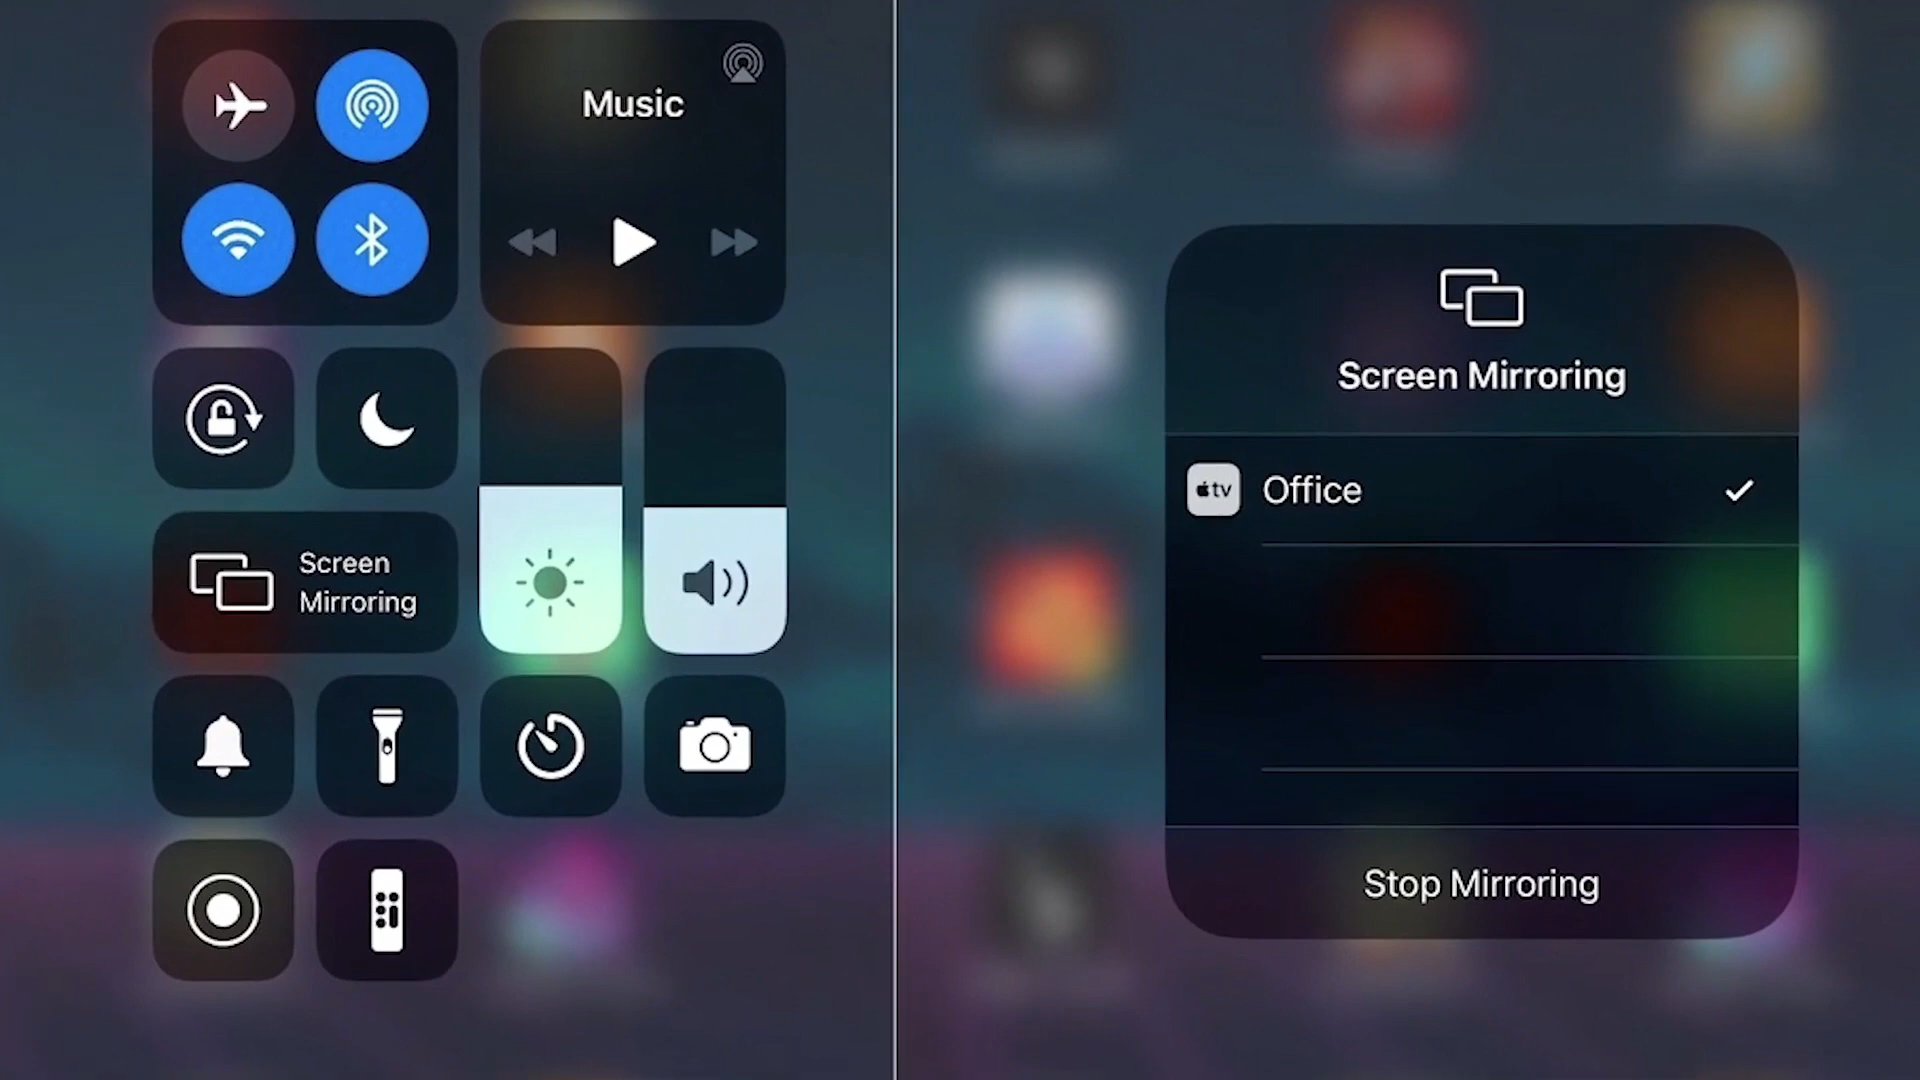 Music
Screen
Mirroring
Screen Mirroring
tv
Office
Stop Mirroring